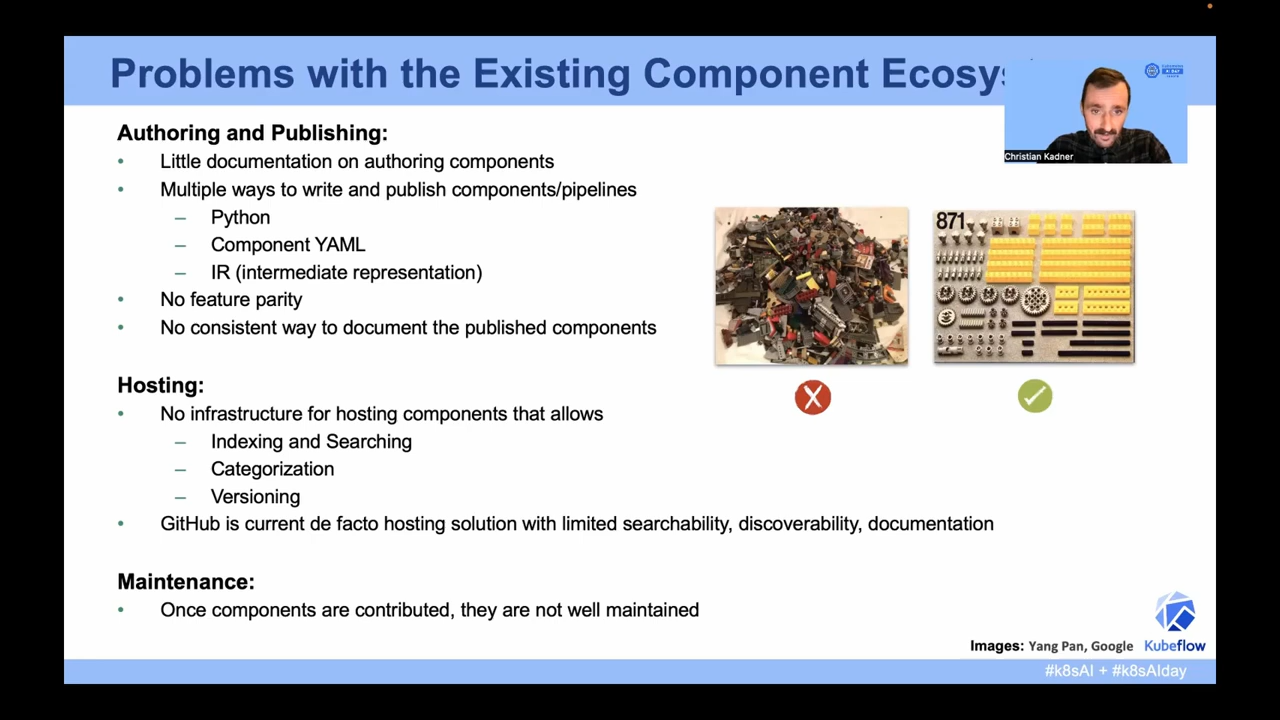 Problems with the Existing Component Ecosys
Christian Kadner
Authoring and Publishing:
• Little documentation on authoring components
• Multiple ways to write and publish components/pipelines
– Python
– Component YAML
– IR (intermediate representation)
• No feature parity
• No consistent way to document the published components
871
Hosting:
• No infrastructure for hosting components that allows
– Indexing and Searching
– Categorization
– Versioning
• GitHub is current de facto hosting solution with limited searchability, discoverability, documentation
Maintenance:
• Once components are contributed, they are not well maintained
Images: Yang Pan, Google
Kubeflow
#k8sAI + #k8sAIday